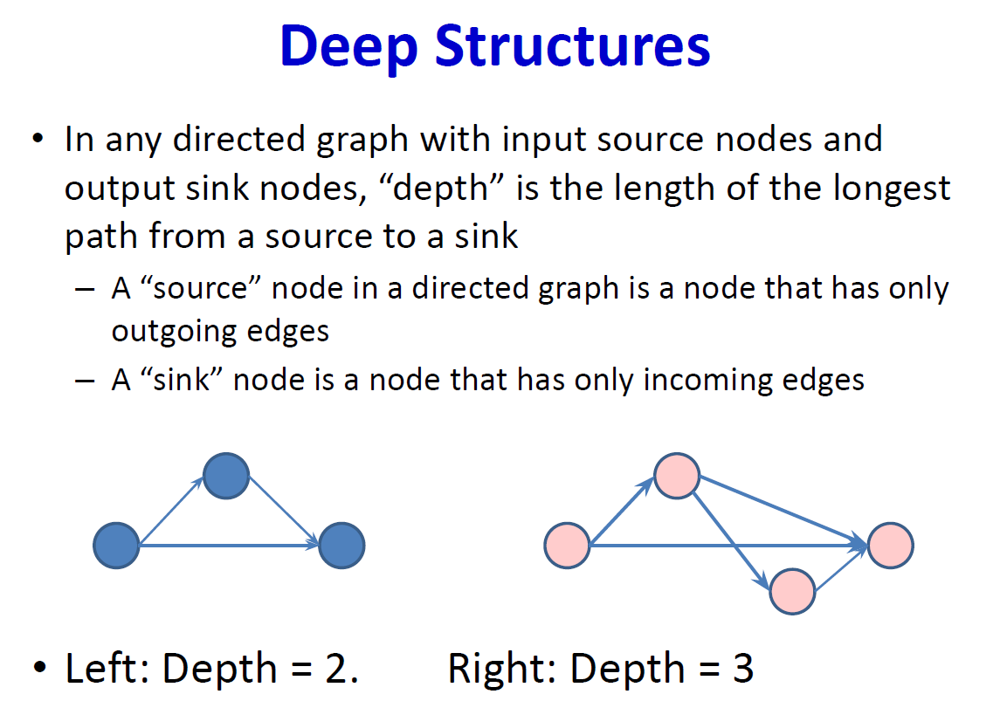 Deep Structures
• In any directed graph with input source nodes and
output sink nodes, “depth” is the length of the longest
path from a source to a sink
– A “source” node in a directed graph is a node that has only
outgoing edges
– A “sink” node is a node that has only incoming edges
• Left: Depth = 2. Right: Depth = 3